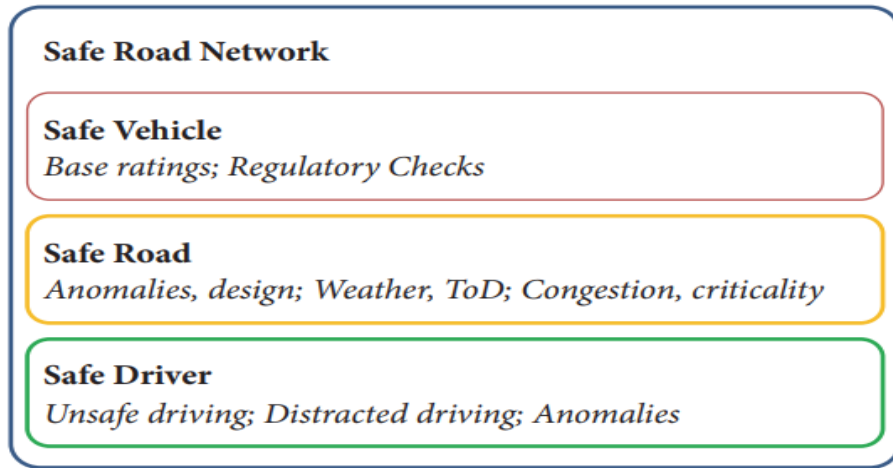 Safe Road Network
Safe Vehicle
Base ratings; Regulatory Checks
Safe Road
Anomalies, design; Weather, ToD; Congestion, criticality
Safe Driver
Unsafe driving; Distracted driving; Anomalies